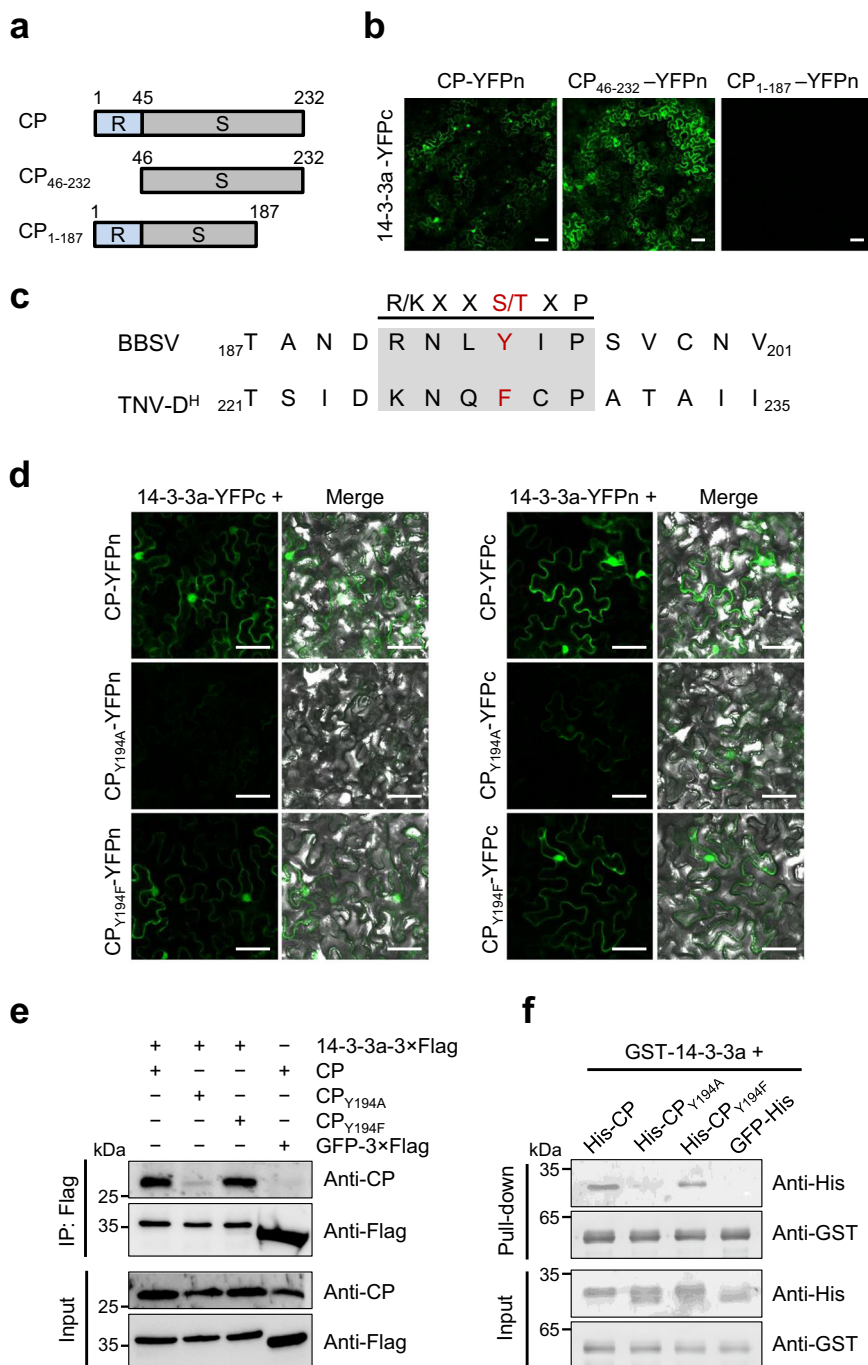 a
1 45 232
CP R S
46 232
CP46-232 S
1 187
CP1-187 R S
b
CP-YFPn CP46-232 –YFPn CP1-187 –YFPn
14-3-3a -YFPc
c
R/K X X S/T X P
BBSV 187T A N D R N L Y I P S V C N V201
TNV-DH 221T S I D K N Q F C P A T A I I235
d
14-3-3a-YFPc + Merge 14-3-3a-YFPn + Merge
CP-YFPn CP-YFPc
CPY194A-YFPn CPY194A-YFPc
CPY194F-YFPn CPY194F-YFPc
e
+ + + – 14-3-3a-3×Flag
+ – – + CP
– + – – CPY194A
– – + – CPY194F
– – – + GFP-3×Flag
kDa
IP: Flag
25 Anti-CP
35 Anti-Flag
Input
25 Anti-CP
35 Anti-Flag
f
GST-14-3-3a +
His-CP His-CPY194A His-CPY194F GFP-His
kDa
Pull-down
35 Anti-His
65 Anti-GST
Input
35 Anti-His
65 Anti-GST